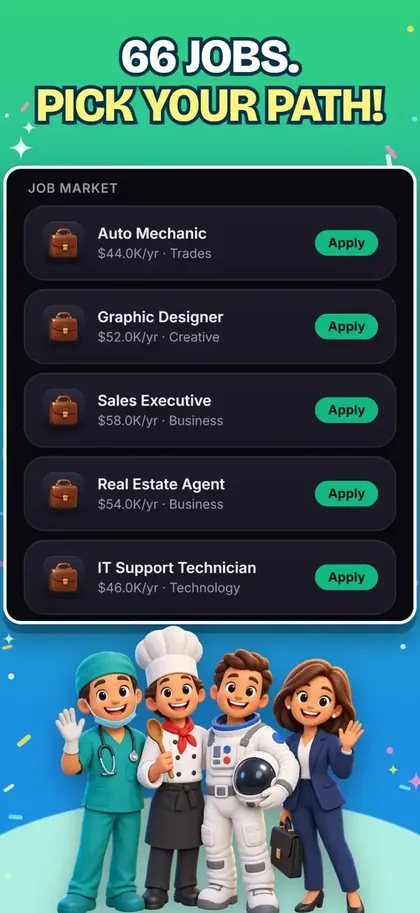 66 JOBS.
PICK YOUR PATH!
JOB MARKET
Auto Mechanic
$44.0K/yr · Trades
Apply
Graphic Designer
$52.0K/yr · Creative
Apply
Sales Executive
$58.0K/yr · Business
Apply
Real Estate Agent
$54.0K/yr · Business
Apply
IT Support Technician
$46.0K/yr · Technology
Apply